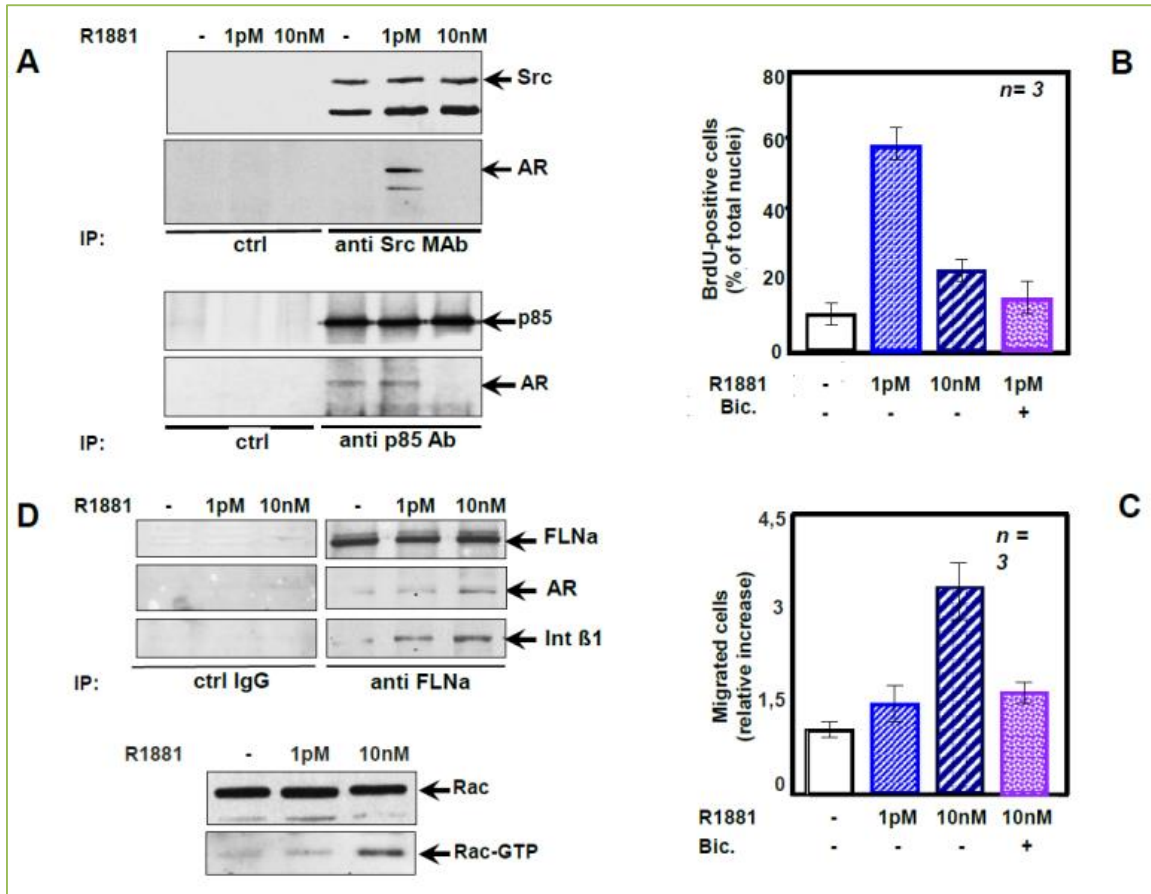 A
R1881 - 1pM 10nM - 1pM 10nM
Src
AR
IP: ctrl anti Src MAb
p85
AR
IP: ctrl anti p85 Ab
B
BrdU-positive cells
(% of total nuclei)
80
60
40
20
0
n= 3
R1881 - 1pM 10nM 1pM
Bic. - - - +
D
R1881 - 1pM 10nM - 1pM 10nM
FLNa
AR
Int ß1
IP: ctrl IgG anti FLNa
R1881 - 1pM 10nM
Rac
Rac-GTP
C
Migrated cells
(relative increase)
4,5
3
1,5
0
n =
3
R1881 - 1pM 10nM 10nM
Bic. - - - +